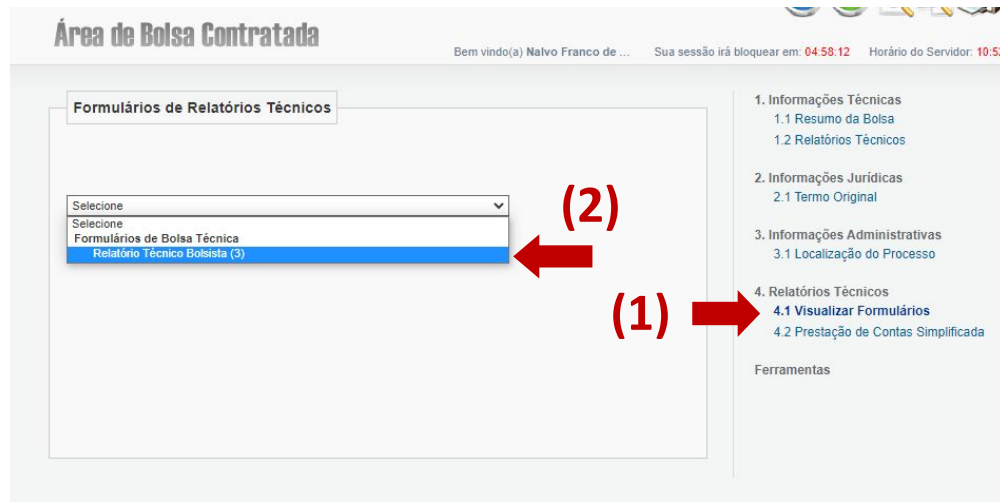 Área de Bolsa Contratada
Bem vindo(a) Nalvo Franco de ... Sua sessão irá bloquear em: 04:58:12 Horário do Servidor: 10:5
Formulários de Relatórios Técnicos
Selecione
Selecione
Formulários de Bolsa Técnica
Relatório Técnico Bolsista (3)
(2)
(1)
1. Informações Técnicas
1.1 Resumo da Bolsa
1.2 Relatórios Técnicos
2. Informações Jurídicas
2.1 Termo Original
3. Informações Administrativas
3.1 Localização do Processo
4. Relatórios Técnicos
4.1 Visualizar Formulários
4.2 Prestação de Contas Simplificada
Ferramentas